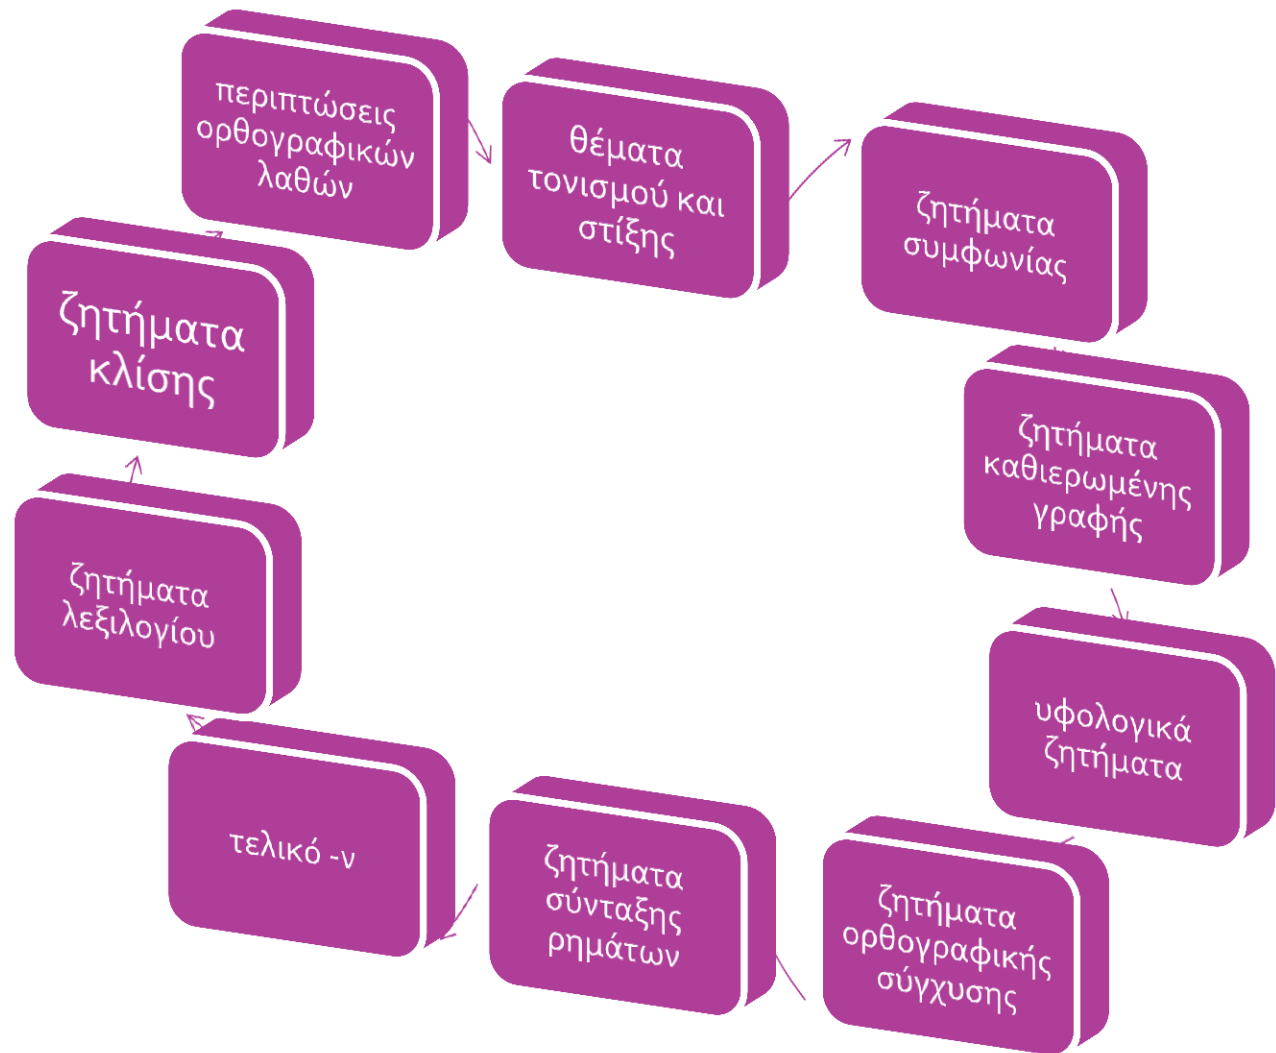 περιπτώσεις
ορθογραφικών
λαθών
θέματα
τονισμού και
στίξης
ζητήματα
συμφωνίας
ζητήματα
καθιερωμένης
γραφής
υφολογικά
ζητήματα
ζητήματα
ορθογραφικής
σύγχυσης
ζητήματα
σύνταξης
ρημάτων
τελικό -ν
ζητήματα
λεξιλογίου
ζητήματα
κλίσης